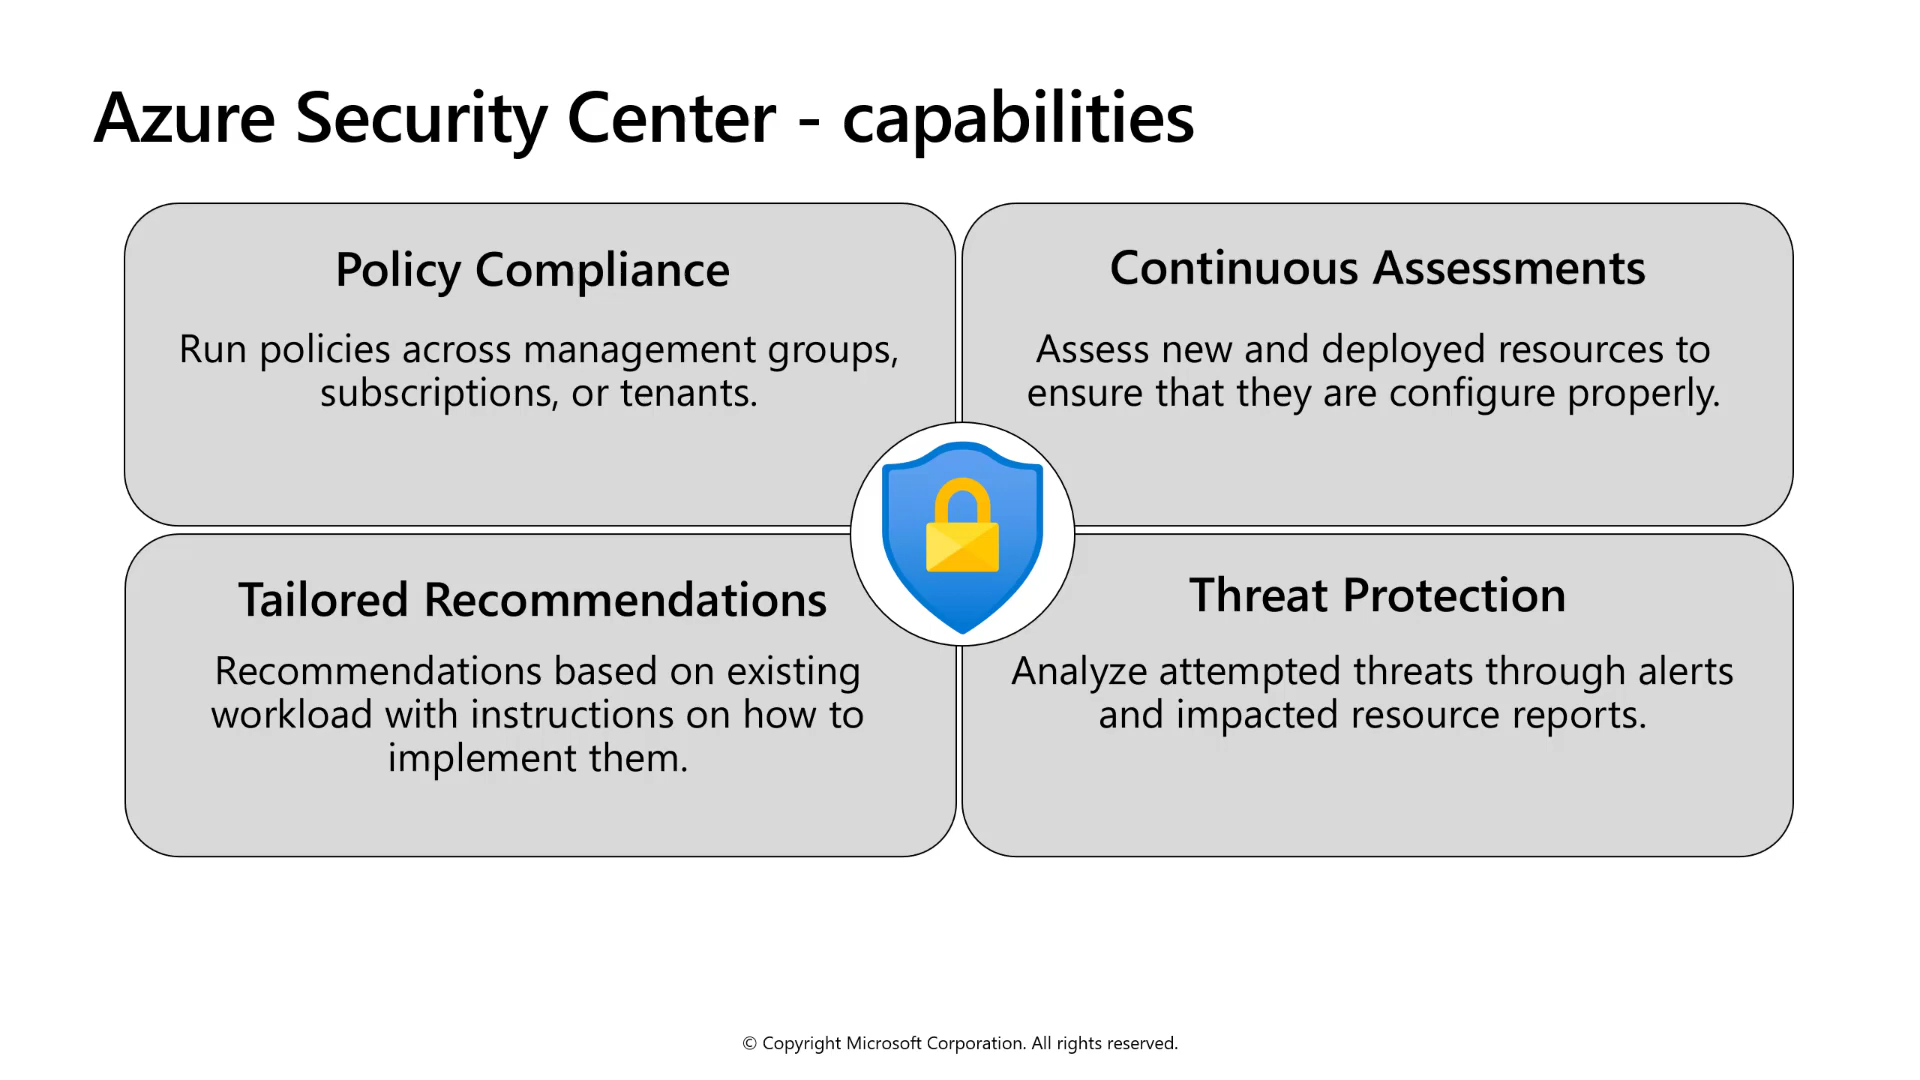 Azure Security Center - capabilities
Policy Compliance
Run policies across management groups,
subscriptions, or tenants.
Continuous Assessments
Assess new and deployed resources to
ensure that they are configure properly.
Tailored Recommendations
Recommendations based on existing
workload with instructions on how to
implement them.
Threat Protection
Analyze attempted threats through alerts
and impacted resource reports.
© Copyright Microsoft Corporation. All rights reserved.